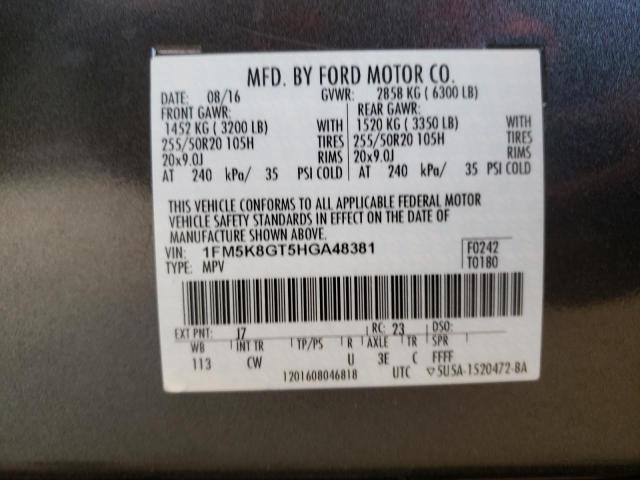 MFD. BY FORD MOTOR CO.
DATE: 08/16 GVWR: 2858 KG ( 6300 LB)
FRONT GAWR: REAR GAWR:
1452 KG ( 3200 LB) WITH 1520 KG ( 3350 LB) WITH
255/50R20 105H TIRES 255/50R20 105H TIRES
20x9.0J RIMS 20x9.0J RIMS
AT 240 kPa/ 35 PSI COLD AT 240 kPa/ 35 PSI COLD
THIS VEHICLE CONFORMS TO ALL APPLICABLE FEDERAL MOTOR
VEHICLE SAFETY STANDARDS IN EFFECT ON THE DATE OF
MANUFACTURE SHOWN ABOVE.
VIN: 1FM5K8GT5HGA48381 F0242
TYPE: MPV T0180
EXT PNT: J7 RC: 23 DSO:
WB INT TR TP/PS R AXLE TR SPR
113 CW U 3E C FFFF
1201608046818 UTC ▽5U5A-1520472-BA